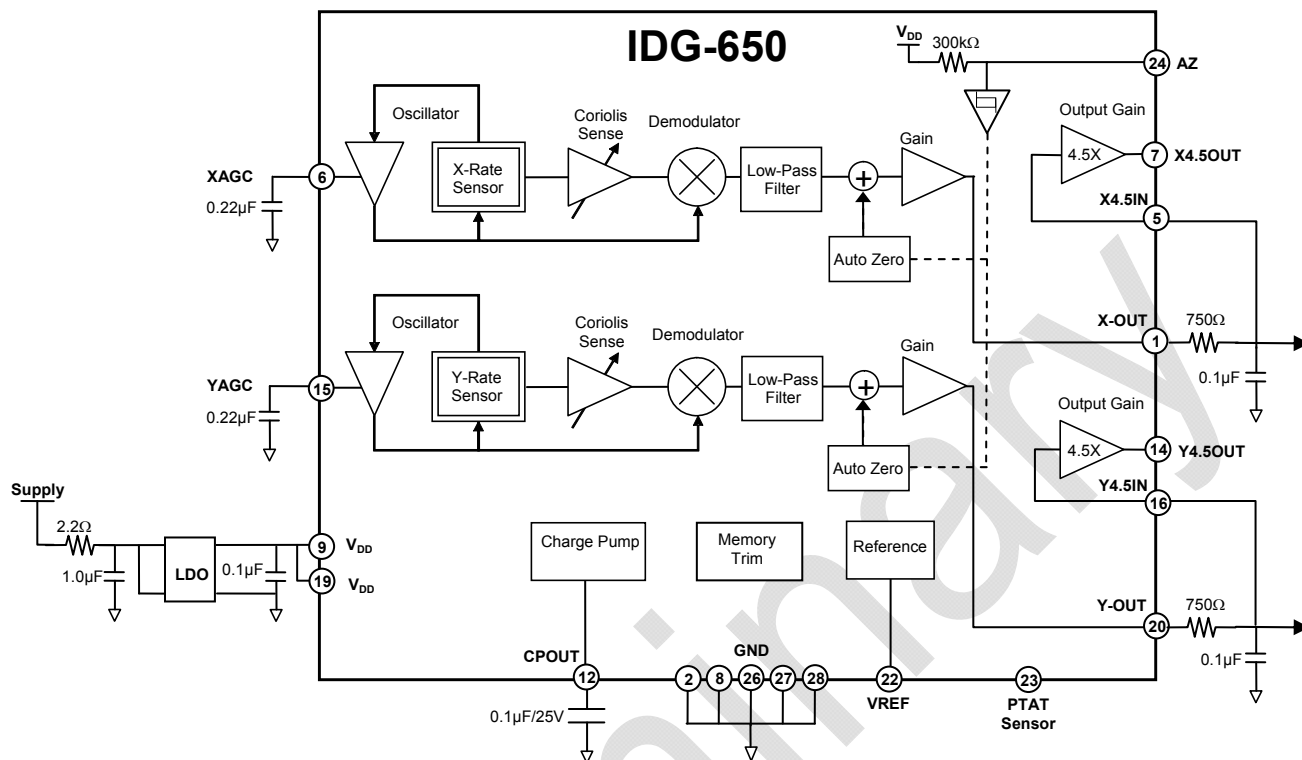 IDG-650
VDD
300kΩ
24 AZ
Oscillator
Coriolis
Sense
Demodulator
Gain
Output Gain
4.5X
7 X4.5OUT
XAGC
6
0.22µF
X-Rate
Sensor
Low-Pass
Filter
+
X4.5IN
5
Auto Zero
Oscillator
Coriolis
Sense
Demodulator
Gain
X-OUT
1
750Ω
0.1µF
YAGC
15
0.22µF
Y-Rate
Sensor
Low-Pass
Filter
+
Output Gain
4.5X
14 Y4.5OUT
Auto Zero
Y4.5IN
16
Supply
2.2Ω
1.0µF
LDO
0.1µF
9 VDD
19 VDD
Charge Pump
Memory
Trim
Reference
Y-OUT
20
750Ω
0.1µF
CPOUT
12
0.1µF/25V
GND
2 8 26 27 28
22
VREF
23
PTAT
Sensor
inary